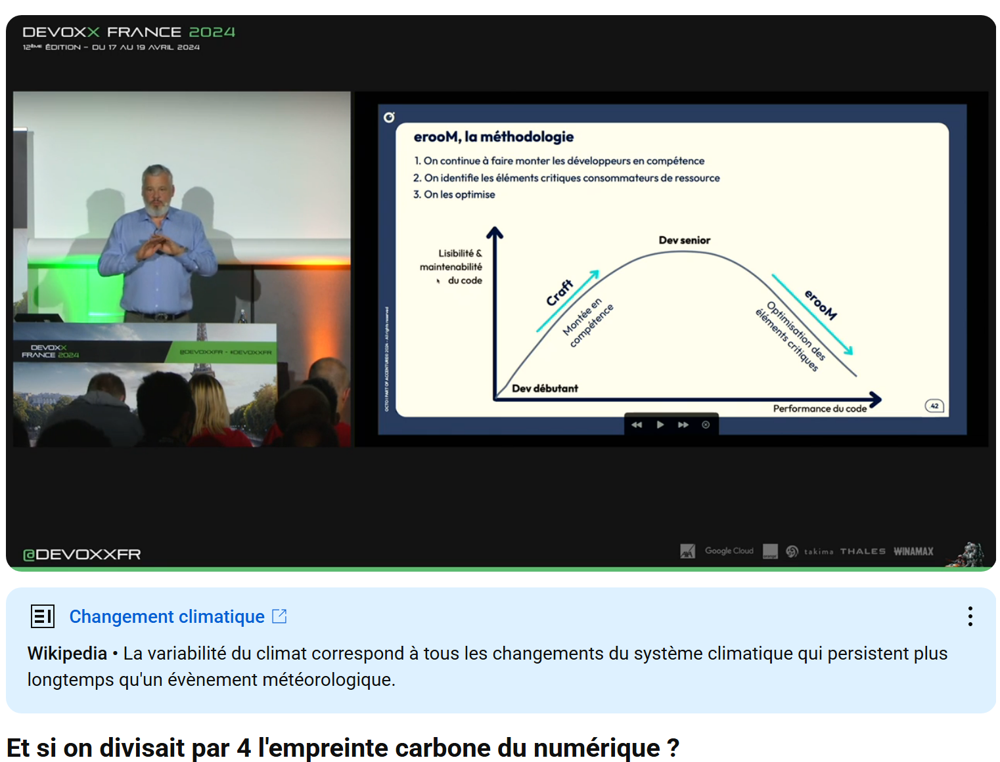 DEVOXX FRANCE 2024
12ÈME ÉDITION – DU 17 AU 19 AVRIL 2024
erooM, la méthodologie
1. On continue à faire monter les développeurs en compétence
2. On identifie les éléments critiques consommateurs de ressource
3. On les optimise
Dev senior
Lisibilité &
maintenabilité
du code
Craft
Montée en
compétence
erooM
Optimisation des
éléments critiques
Dev débutant
Performance du code
42
OCTO | PART OF ACCENTURE © 2024 - All rights reserved
DEVOXX
FRANCE 2024
@DEVOXXFR - #DEVOXXFR
@DEVOXXFR
AXA Google Cloud orange takima THALES WINAMAX
Changement climatique
Wikipedia • La variabilité du climat correspond à tous les changements du système climatique qui persistent plus
longtemps qu'un évènement météorologique.
Et si on divisait par 4 l'empreinte carbone du numérique ?